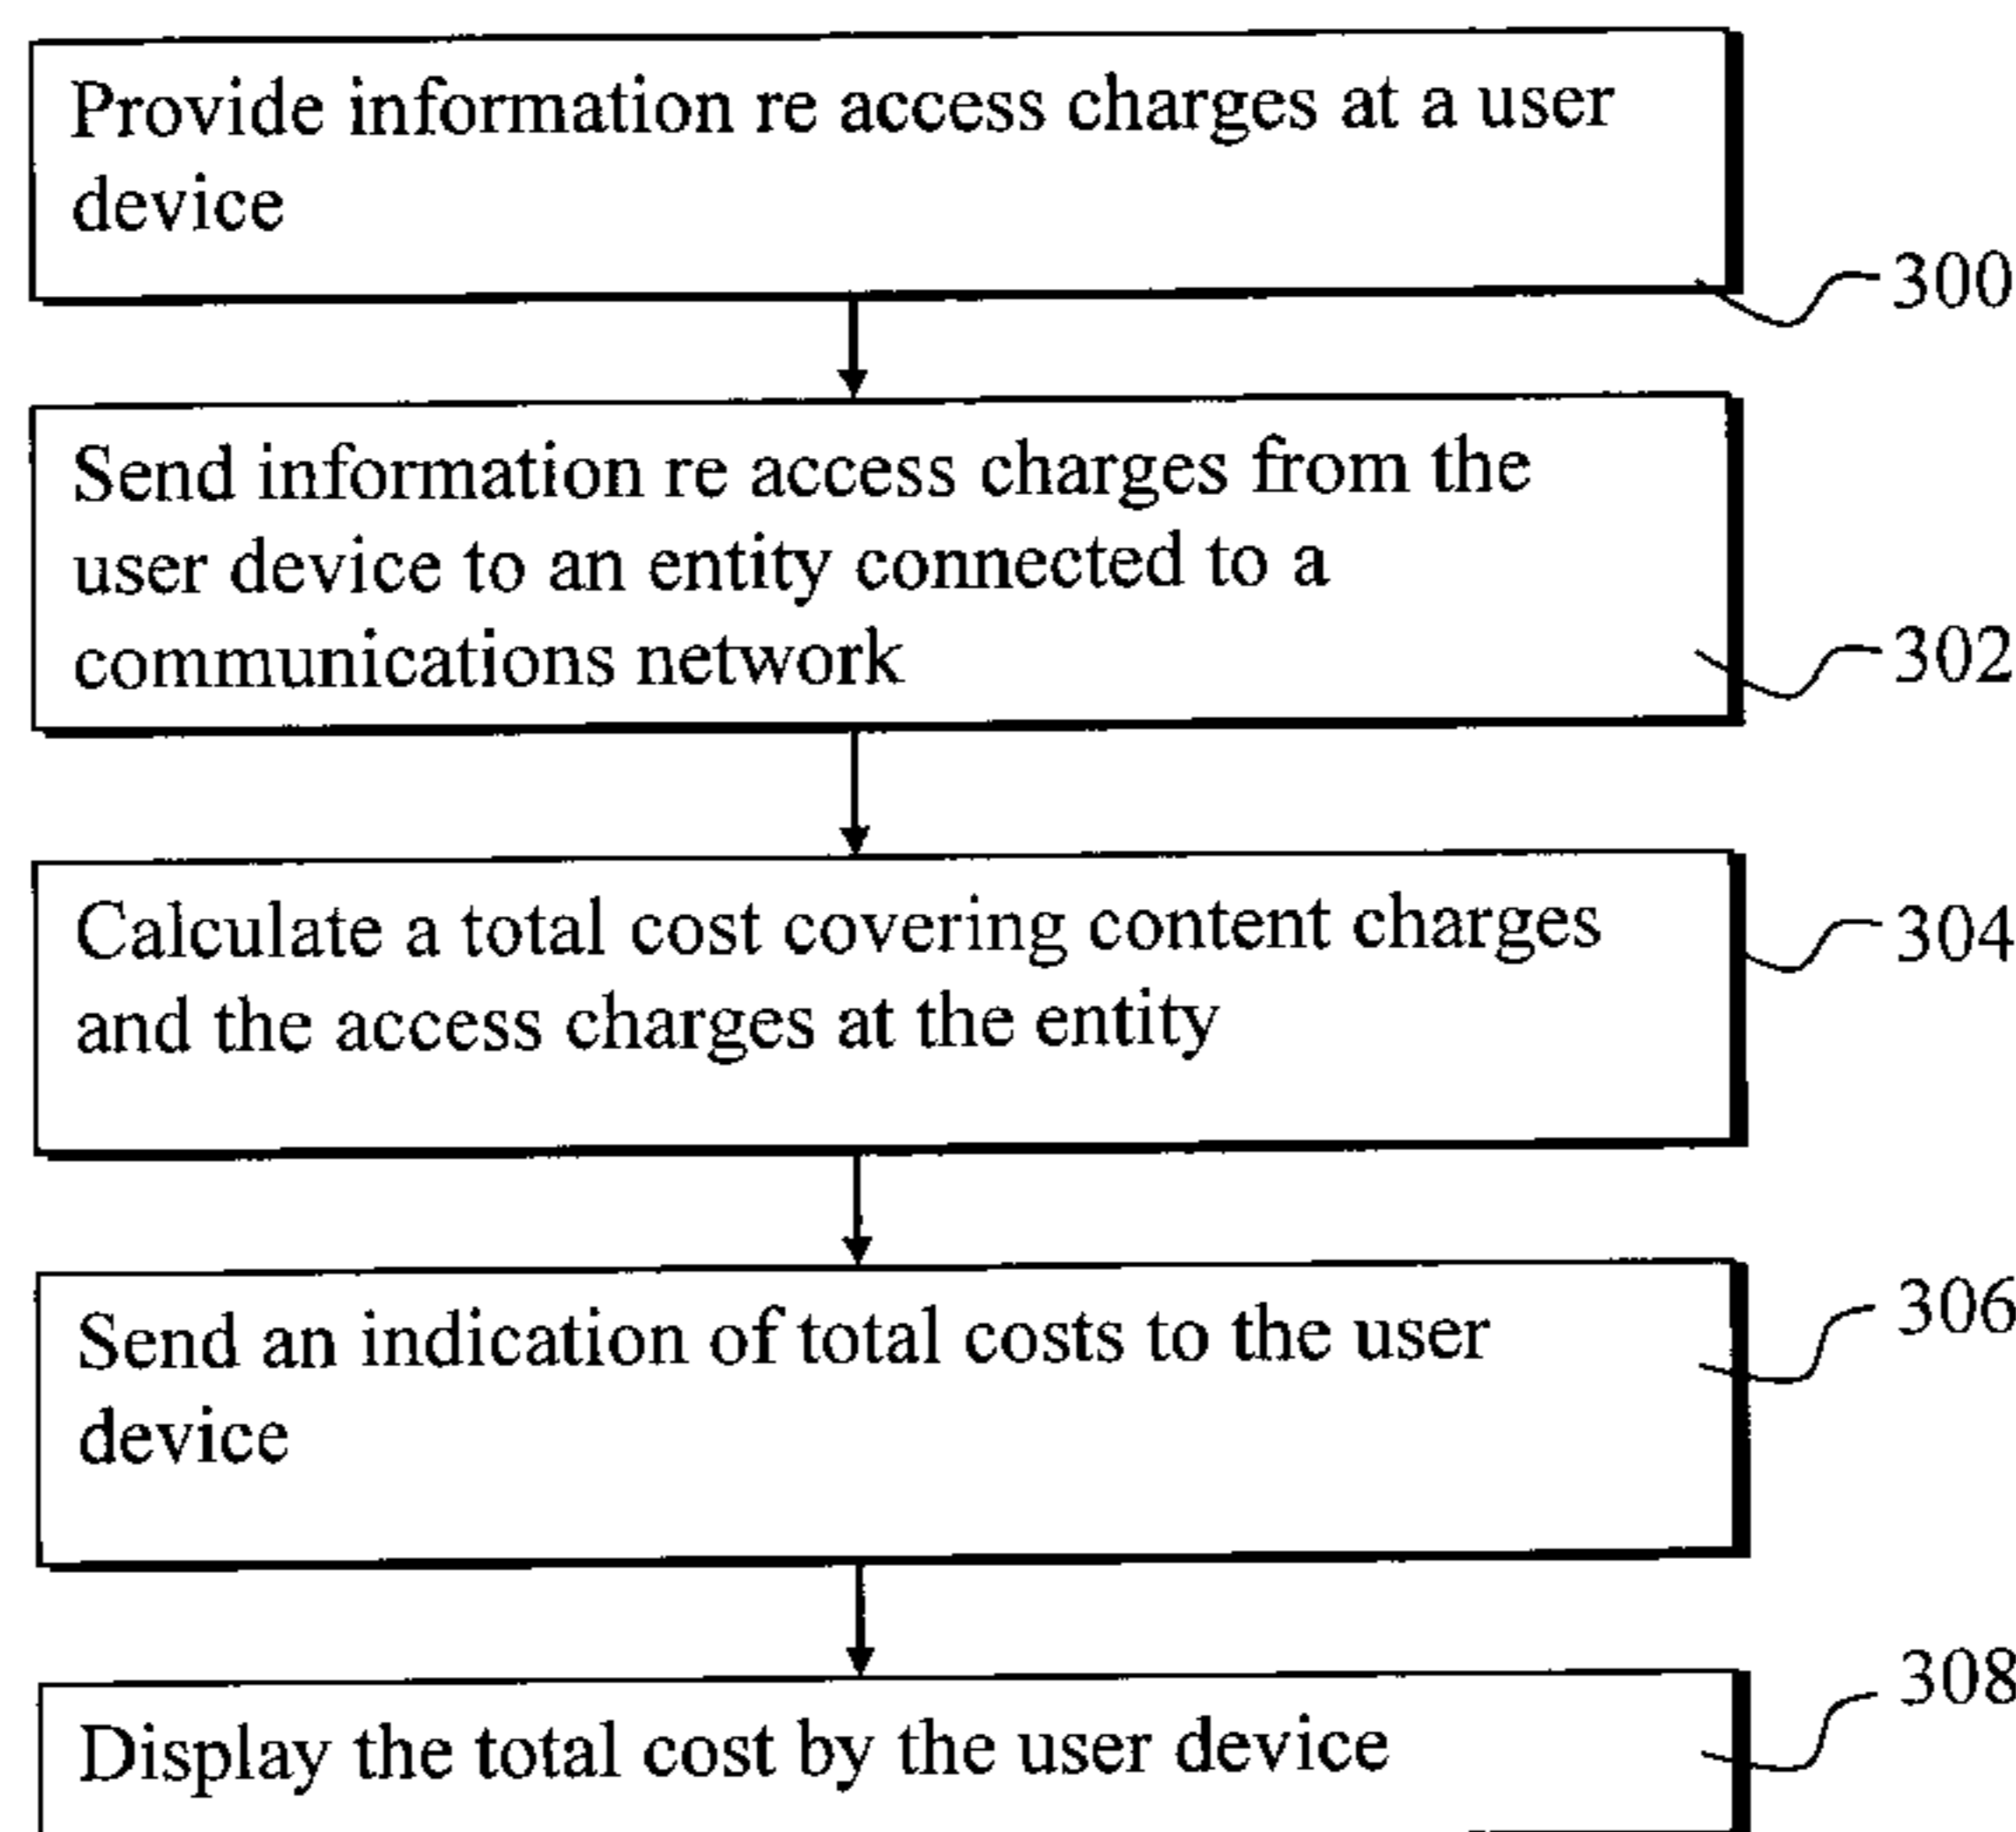 Provide information re access charges at a user
device
300
Send information re access charges from the
user device to an entity connected to a
communications network
302
Calculate a total cost covering content charges
and the access charges at the entity
304
Send an indication of total costs to the user
device
306
Display the total cost by the user device
308